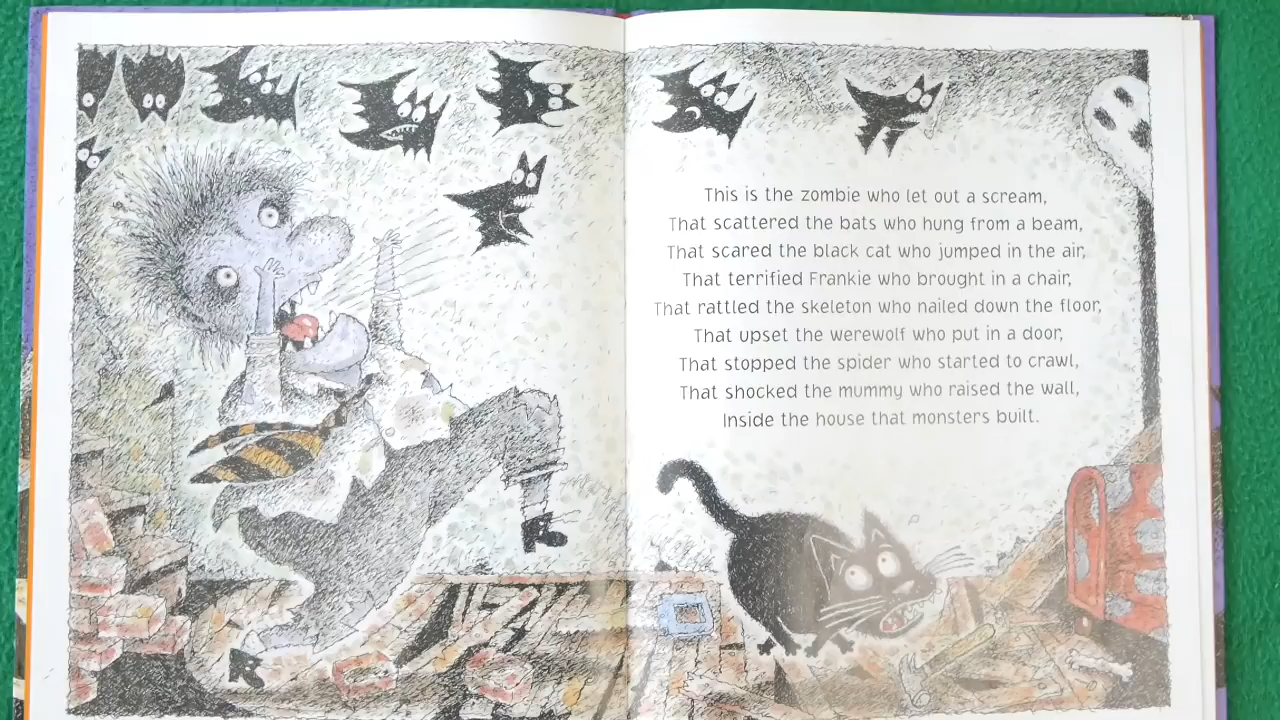 This is the zombie who let out a scream,
That scattered the bats who hung from a beam,
That scared the black cat who jumped in the air,
That terrified Frankie who brought in a chair,
That rattled the skeleton who nailed down the floor,
That upset the werewolf who put in a door,
That stopped the spider who started to crawl,
That shocked the mummy who raised the wall,
Inside the house that monsters built.